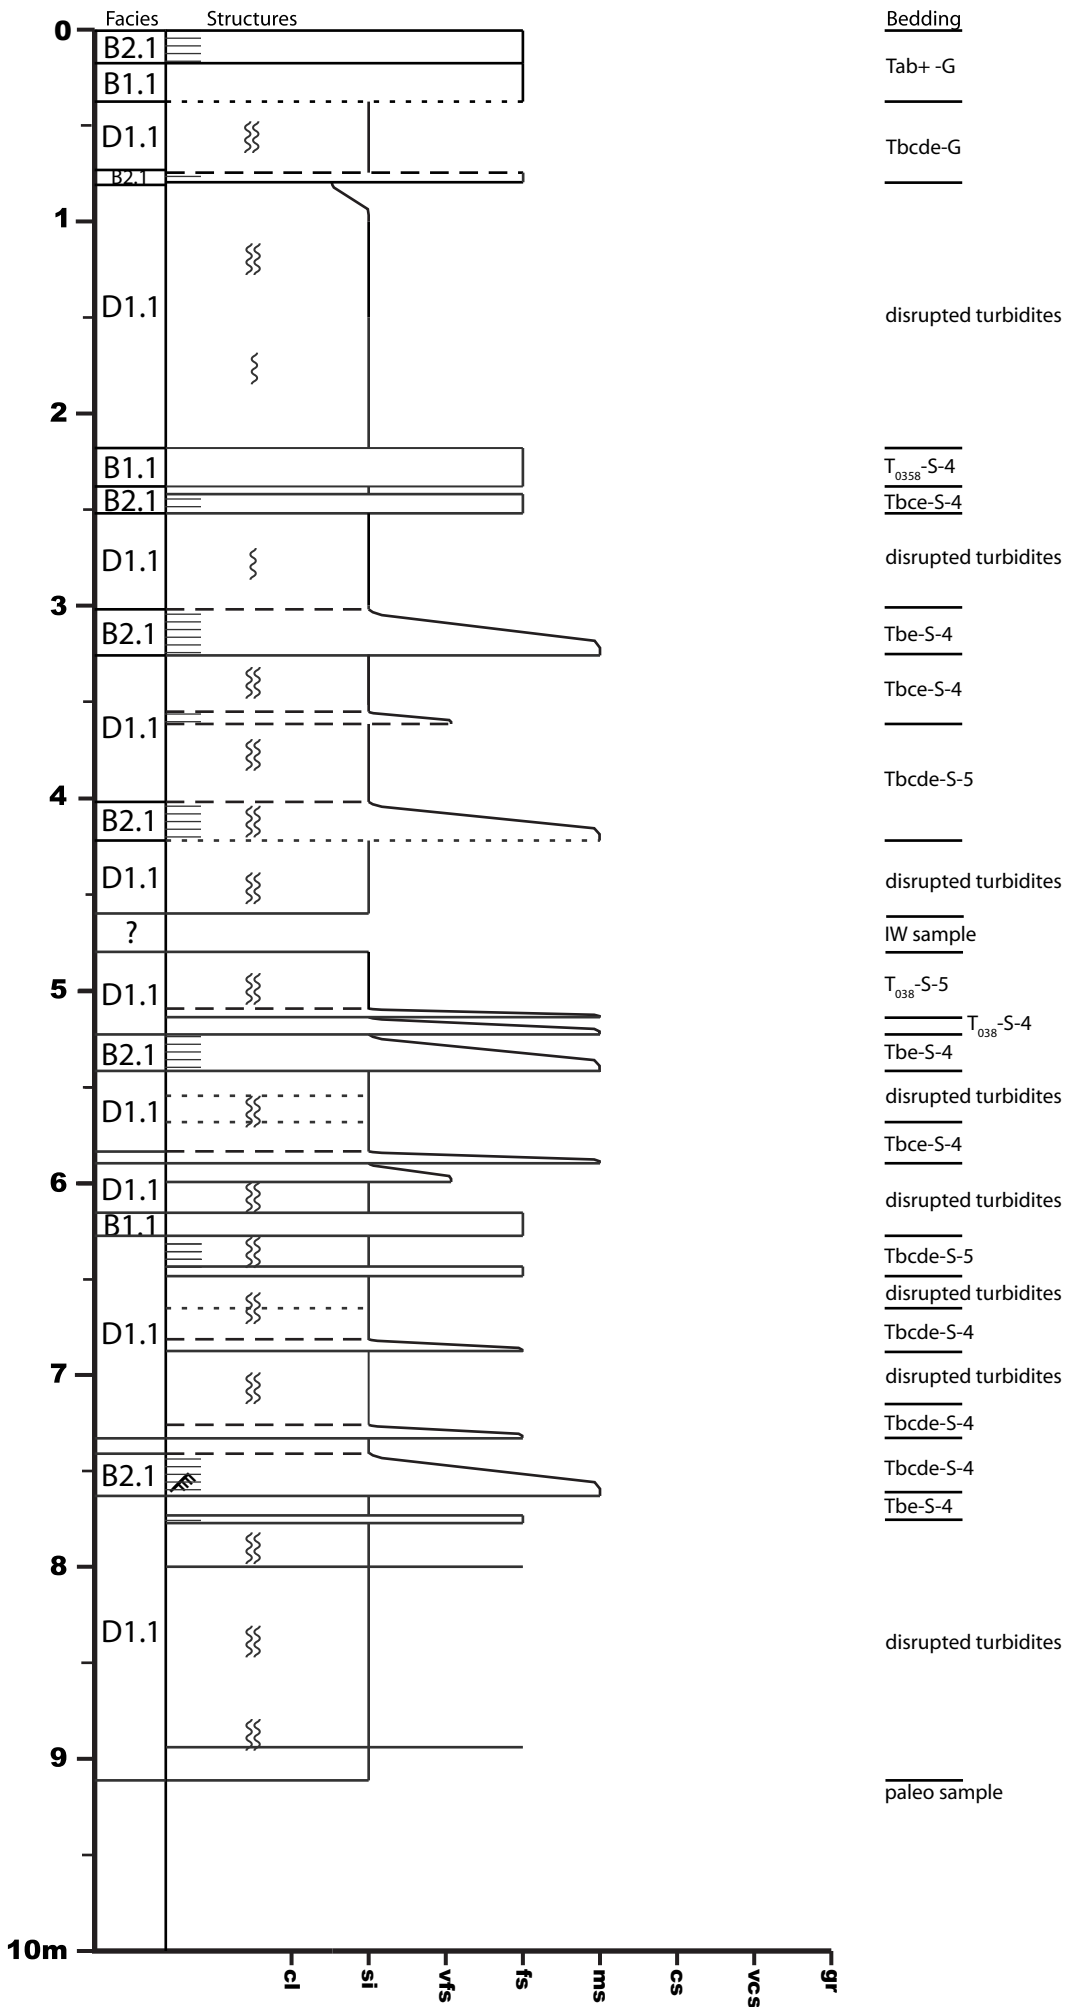 Facies Structures Bedding
0
B2.1
Tab+ -G
B1.1
D1.1
Tbcde-G
B2.1
1
D1.1
disrupted turbidites
2
B1.1
T0358-S-4
B2.1
Tbce-S-4
D1.1
disrupted turbidites
3
B2.1
Tbe-S-4
Tbce-S-4
D1.1
Tbcde-S-5
4
B2.1
D1.1
disrupted turbidites
?
IW sample
5
D1.1
T038-S-5
T038-S-4
B2.1
Tbe-S-4
D1.1
disrupted turbidites
Tbce-S-4
6
D1.1
disrupted turbidites
B1.1
Tbcde-S-5
disrupted turbidites
D1.1
Tbcde-S-4
7
disrupted turbidites
Tbcde-S-4
B2.1
Tbcde-S-4
Tbe-S-4
8
D1.1
disrupted turbidites
9
paleo sample
10m
cl si vfs fs ms cs vcs gr